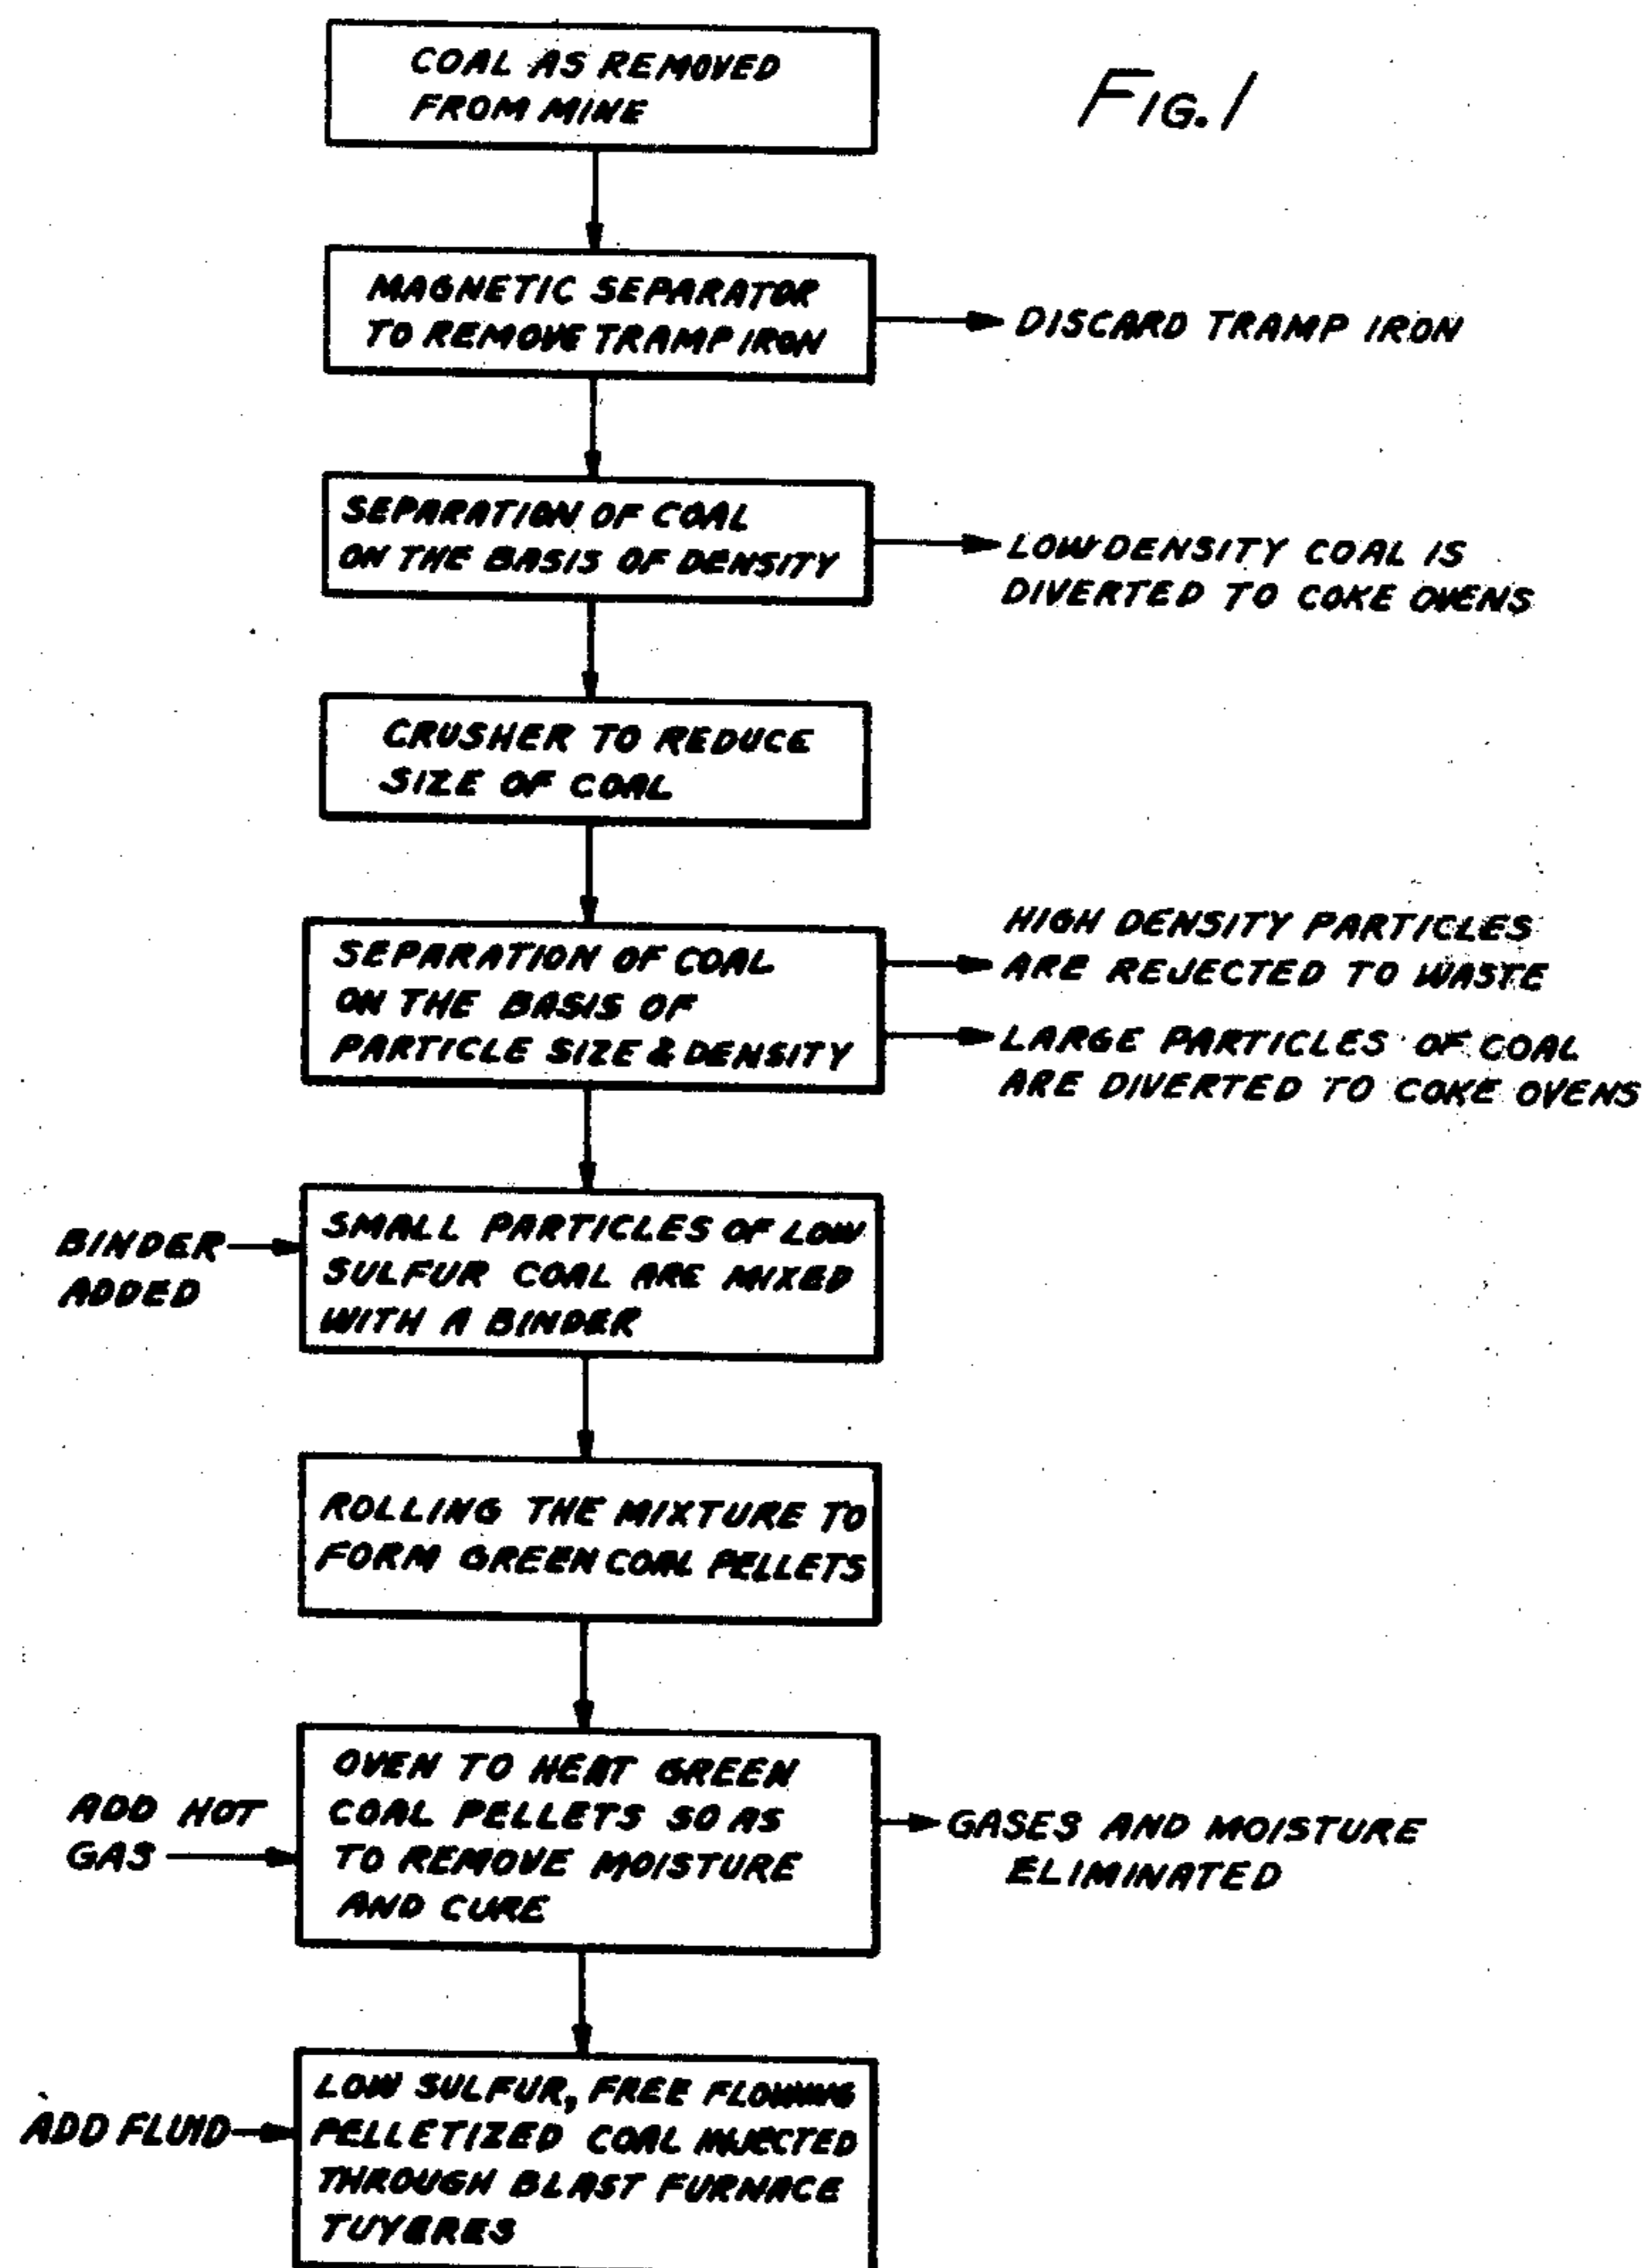 FIG. 1
COAL AS REMOVED
FROM MINE
MAGNETIC SEPARATOR
TO REMOVE TRAMP IRON
DISCARD TRAMP IRON
SEPARATION OF COAL
ON THE BASIS OF DENSITY
LOW DENSITY COAL IS
DIVERTED TO COKE OVENS
CRUSHER TO REDUCE
SIZE OF COAL
SEPARATION OF COAL
ON THE BASIS OF
PARTICLE SIZE & DENSITY
HIGH DENSITY PARTICLES
ARE REJECTED TO WASTE
LARGE PARTICLES OF COAL
ARE DIVERTED TO COKE OVENS
BINDER
ADDED
SMALL PARTICLES OF LOW
SULFUR COAL ARE MIXED
WITH A BINDER
ROLLING THE MIXTURE TO
FORM GREEN COAL PELLETS
ADD HOT
GAS
OVEN TO HEAT GREEN
COAL PELLETS SO AS
TO REMOVE MOISTURE
AND CURE
GASES AND MOISTURE
ELIMINATED
ADD FLUID
LOW SULFUR, FREE FLOWING
PELLETIZED COAL INJECTED
THROUGH BLAST FURNACE
TUYERES